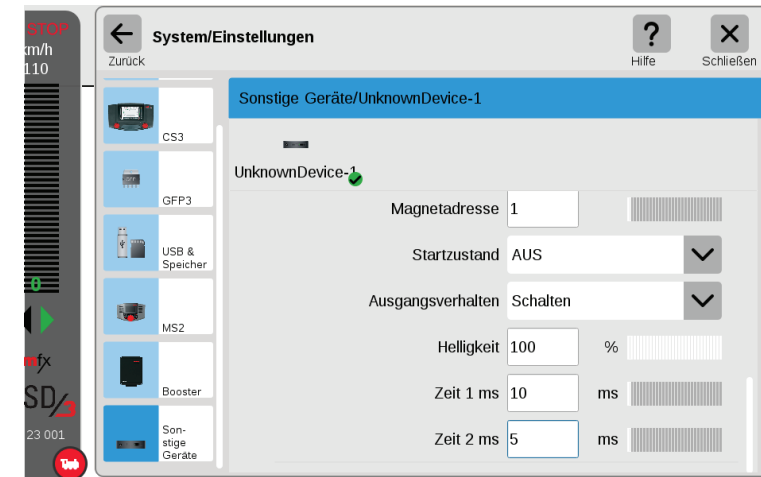 STOP
km/h
110
0
mfx
SD/3
23 001
Zurück
System/Einstellungen
?
Hilfe
Schließen
CS3
GFP3
USB &
Speicher
MS2
Booster
Son-
stige
Geräte
Sonstige Geräte/UnknownDevice-1
UnknownDevice-1
Magnetadresse 1
Startzustand AUS
Ausgangsverhalten Schalten
Helligkeit 100 %
Zeit 1 ms 10 ms
Zeit 2 ms 5 ms